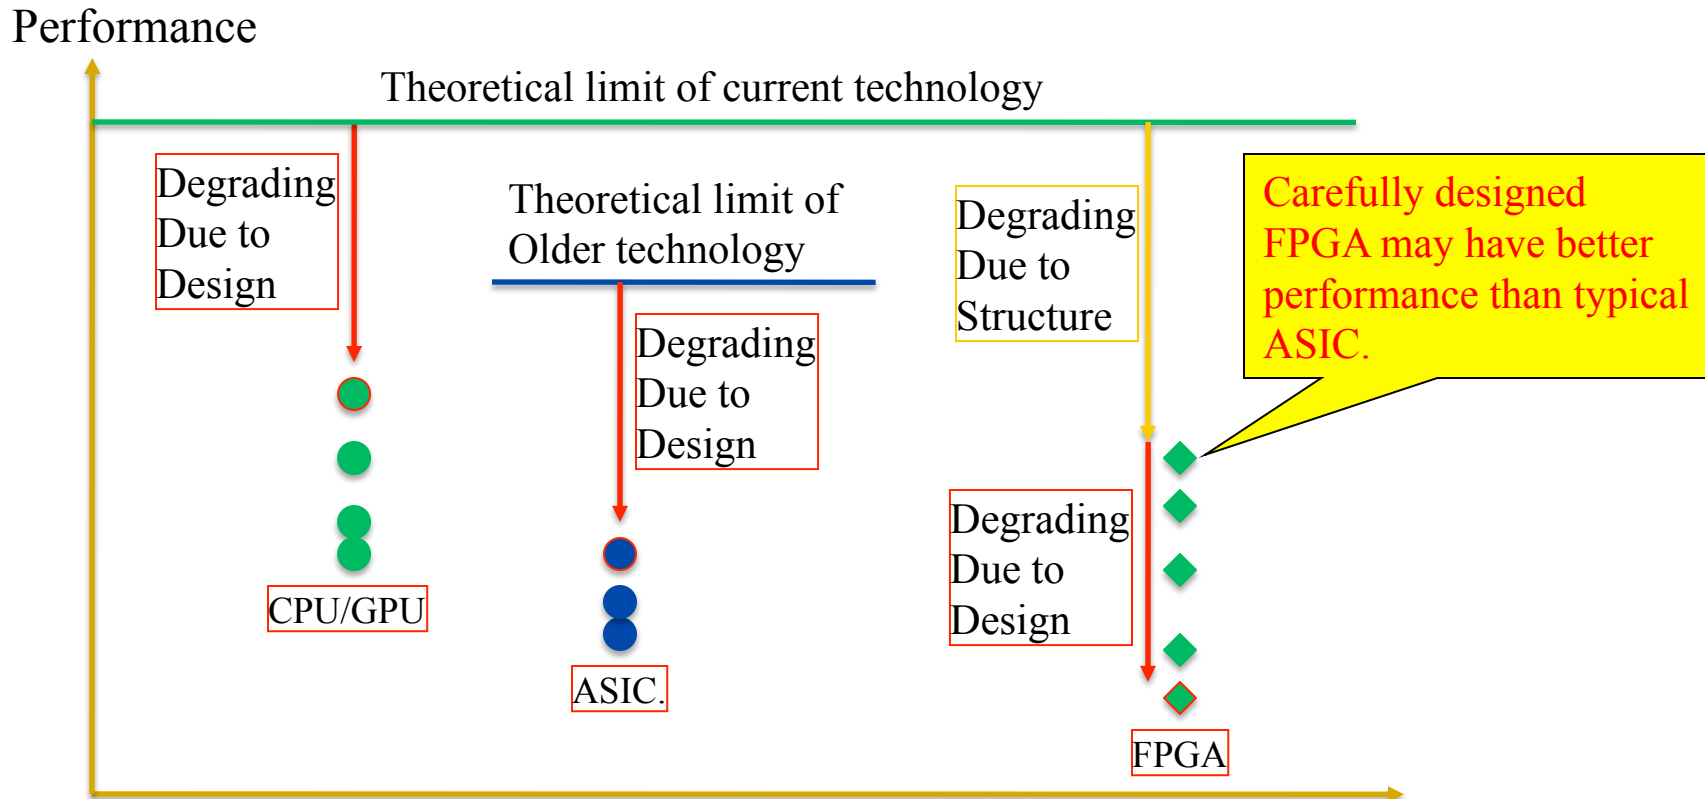 Performance
Theoretical limit of current technology
Degrading
Due to
Design
Theoretical limit of
Older technology
Degrading
Due to
Design
Degrading
Due to
Structure
Carefully designed
FPGA may have better
performance than typical
ASIC.
Degrading
Due to
Design
CPU/GPU
ASIC.
FPGA